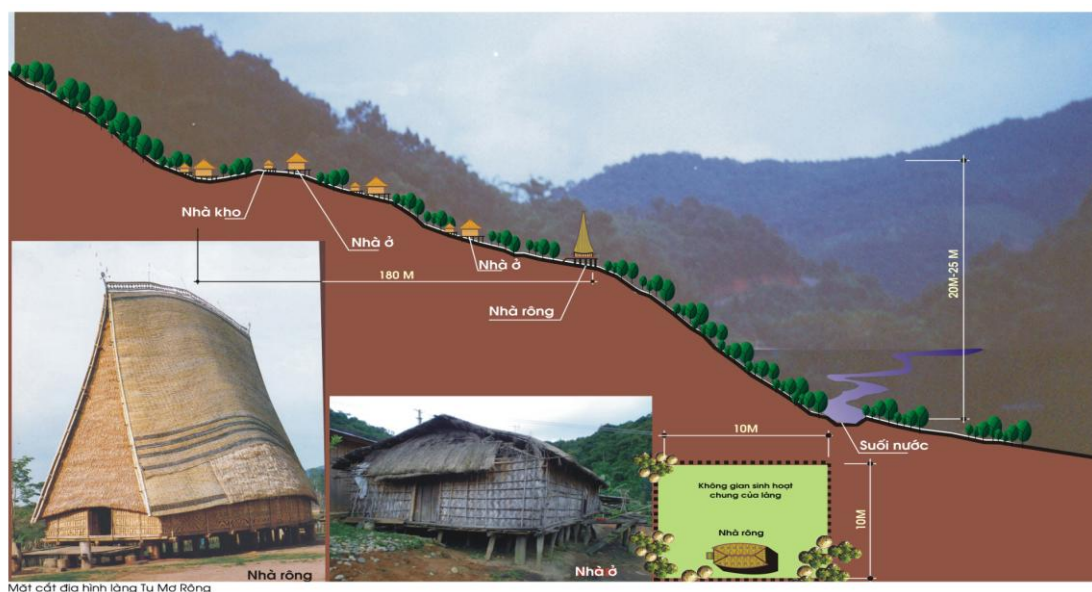 Nhà kho
Nhà ở
Nhà ở
180 M
Nhà rông
20M-25 M
Suối nước
10M
Không gian sinh hoạt
chung của làng
Nhà rông
10M
Nhà rông
Nhà ở
Mặt cắt địa hình làng Tu Mơ Rông